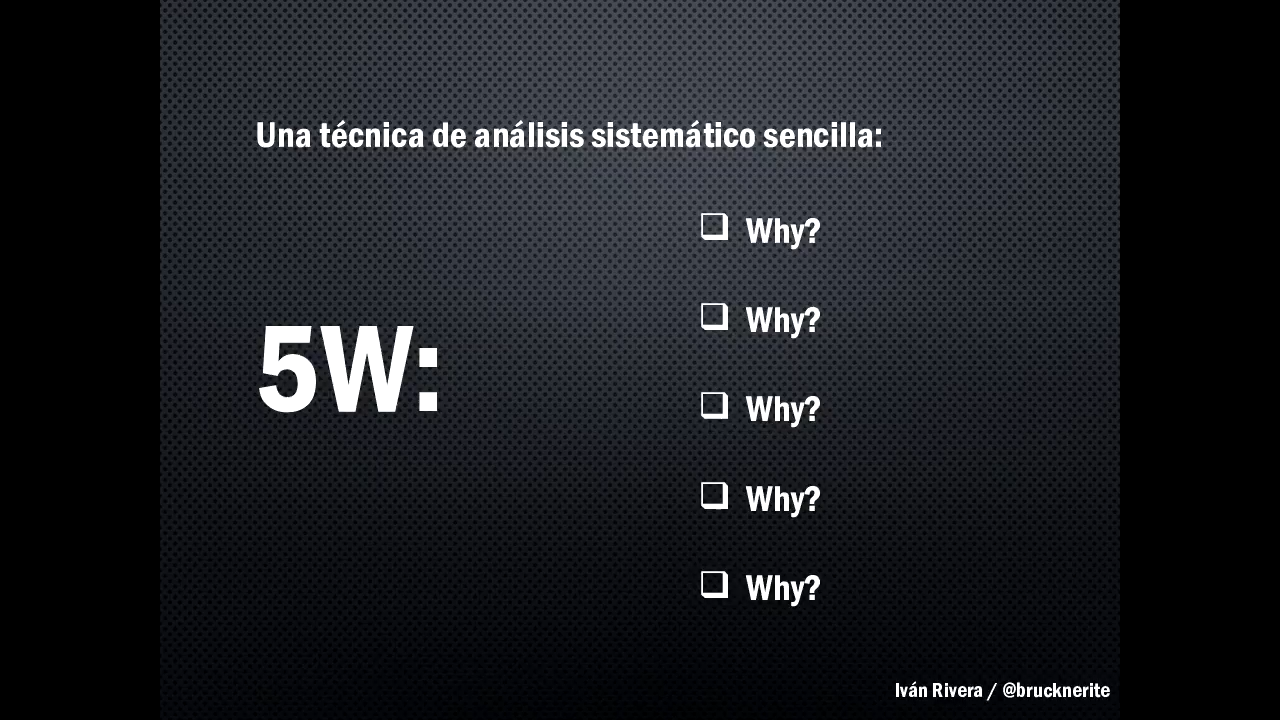 Una técnica de análisis sistemático sencilla:
5W:
Why?
Why?
Why?
Why?
Why?
Iván Rivera / @brucknerite